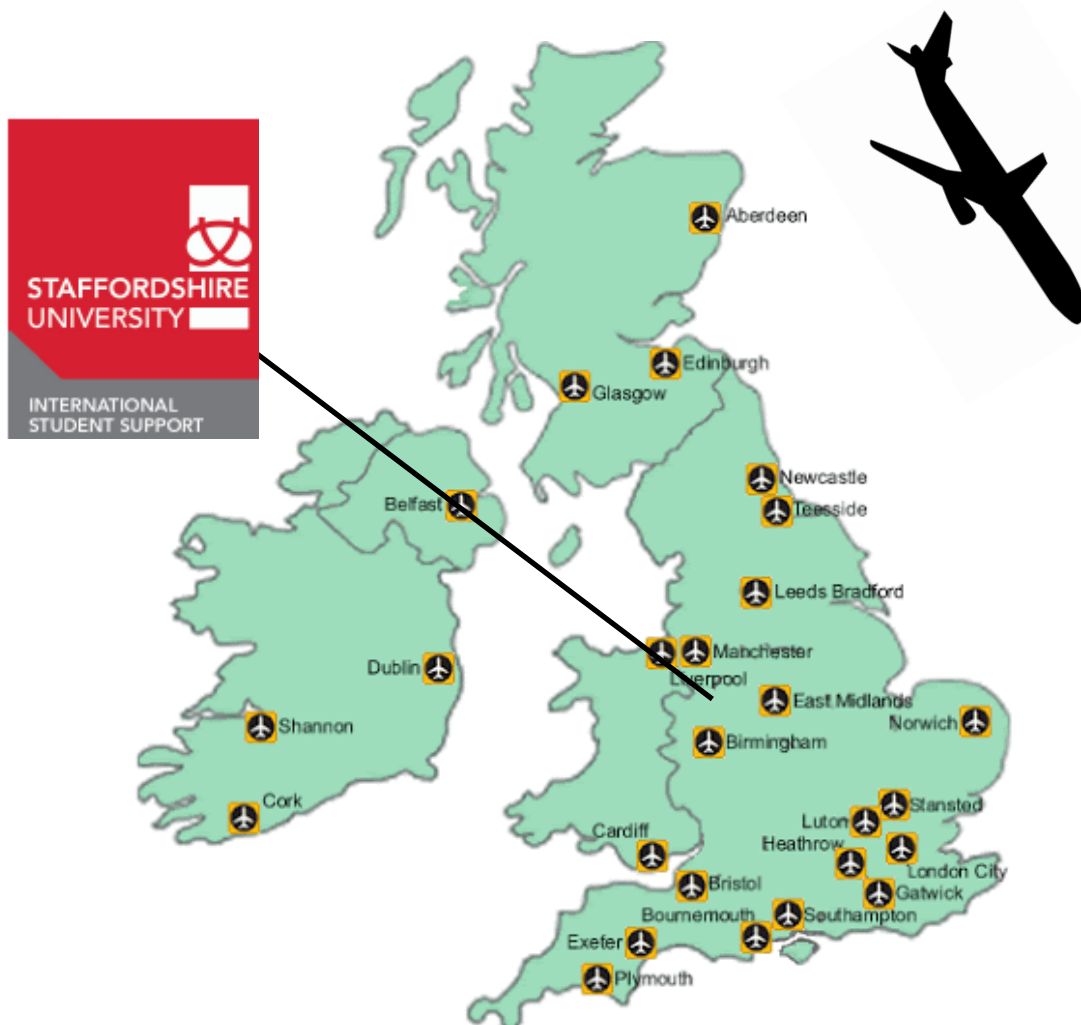 STAFFORDSHIRE
UNIVERSITY
INTERNATIONAL
STUDENT SUPPORT
Aberdeen
Edinburgh
Glasgow
Newcastle
Teesside
Belfast
Leeds Bradford
Manchester
Liverpool
Dublin
East Midlands
Norwich
Shannon
Birmingham
Cork
Stansted
Luton
Cardiff
Heathrow
London City
Bristol
Gatwick
Bournemouth
Southampton
Exeter
Plymouth